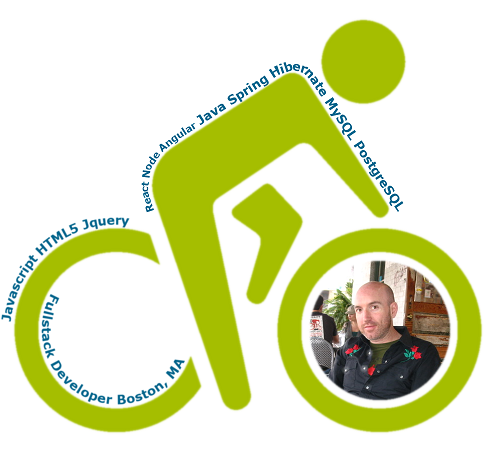 React Node Angular Java Spring Hibernate MySQL PostgreSQL
Javascript HTML5 Jquery
Fullstack Developer Boston, MA